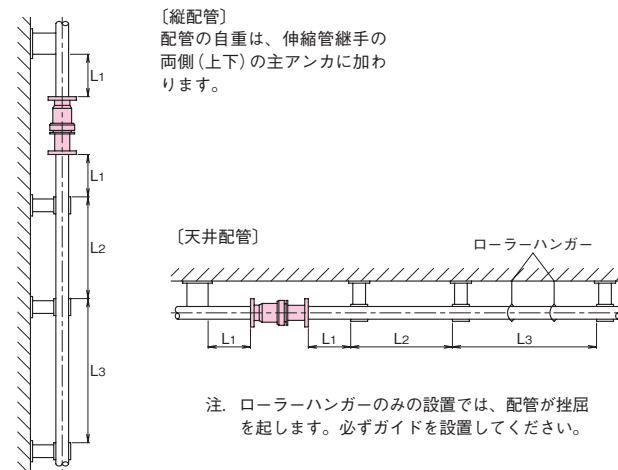 〔縦配管〕
配管の自重は、伸縮管継手の
両側(上下)の主アンカに加わ
ります。
L1
L1
L2
L3
〔天井配管〕
ローラーハンガー
L1
L1
L2
L3
注. ローラーハンガーのみの設置では、配管が挫屈
を起します。必ずガイドを設置してください。